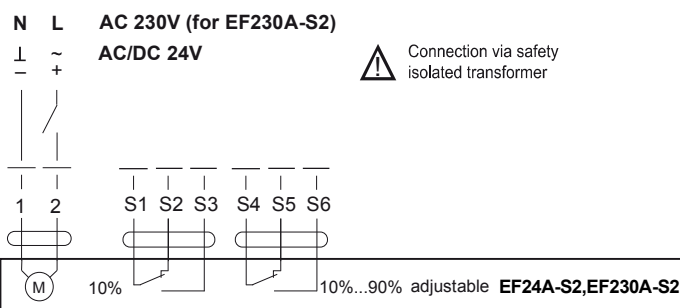 N L AC 230V (for EF230A-S2)
⊥ ~ AC/DC 24V
– +
Connection via safety
isolated transformer
1 2 S1 S2 S3 S4 S5 S6
M 10% 10%...90% adjustable EF24A-S2,EF230A-S2